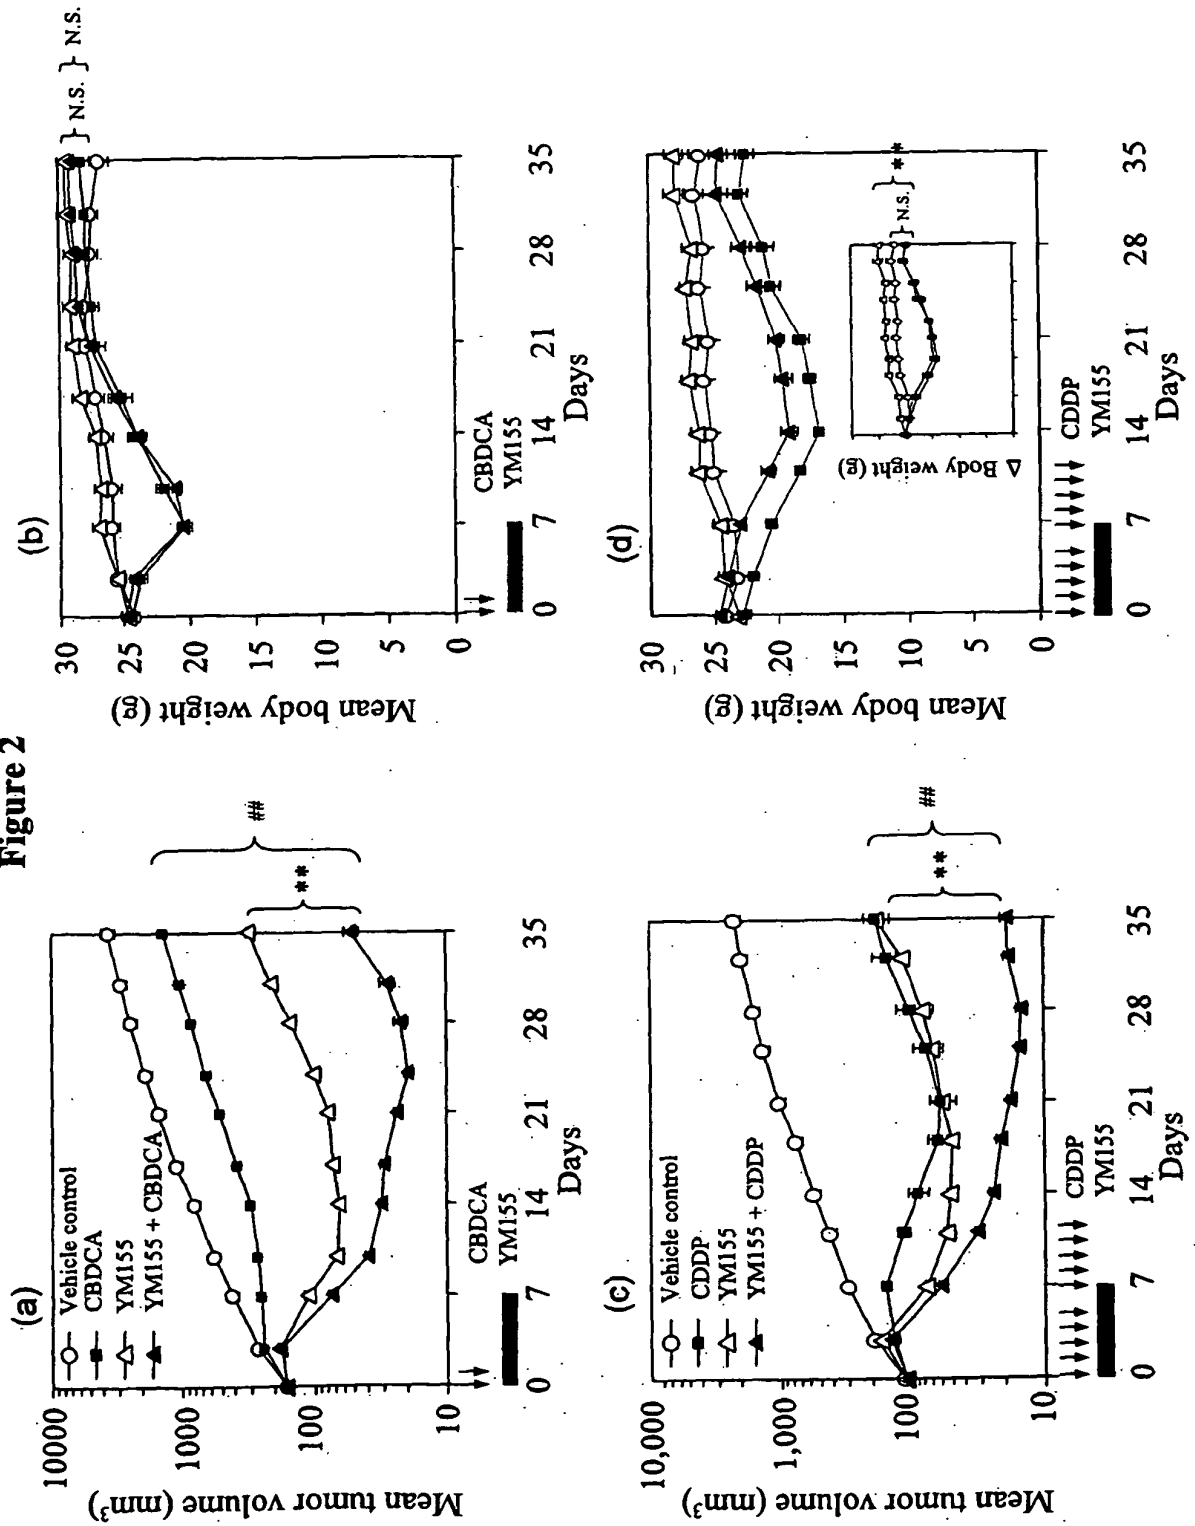 Figure 2
(a)
Mean tumor volume (mm³)
10000
1000
100
10
Vehicle control
CBDCA
YM155
YM155 + CBDCA
**
##
0 7 14 21 28 35
Days
CBDCA
YM155
(b)
Mean body weight (g)
30
25
20
15
10
5
0
} N.S. } N.S.
0 7 14 21 28 35
Days
CBDCA
YM155
(c)
Mean tumor volume (mm³)
10,000
1,000
100
10
Vehicle control
CDDP
YM155
YM155 + CDDP
**
##
0 7 14 21 28 35
Days
CDDP
YM155
(d)
Mean body weight (g)
30
25
20
15
10
5
0
Δ Body weight (g)
N.S.
**
0 7 14 21 28 35
Days
CDDP
YM155